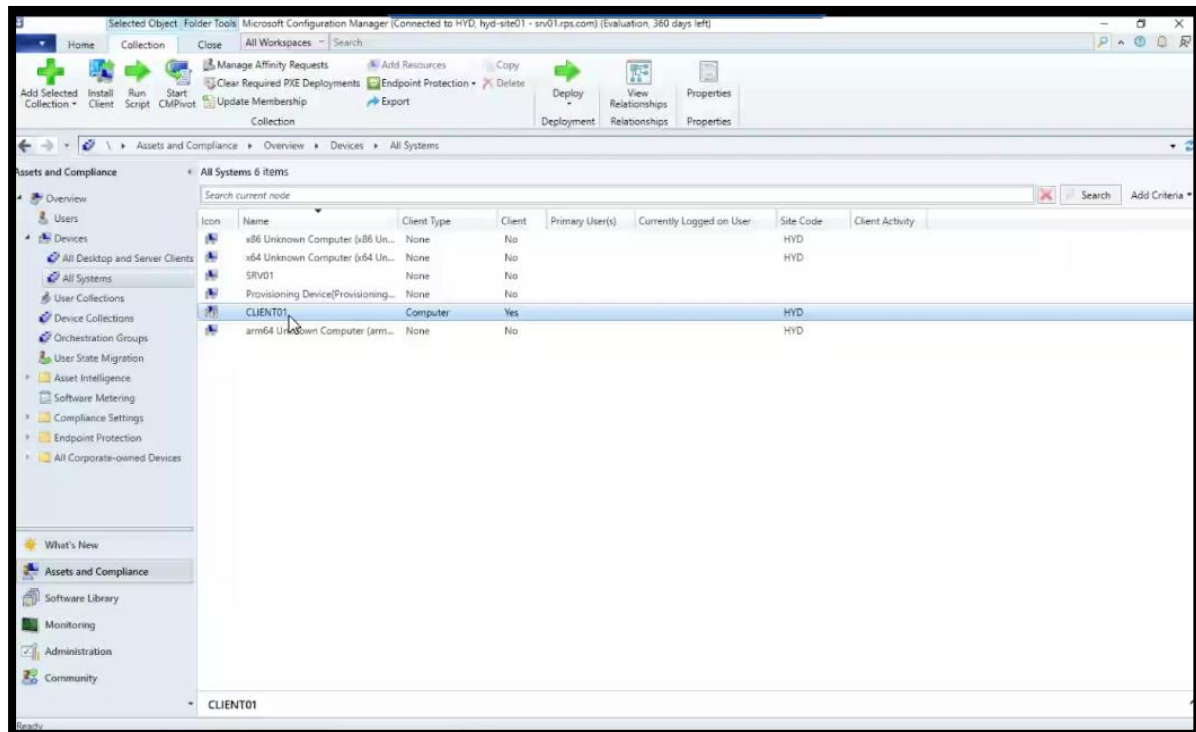 Selected Object Folder Tools Microsoft Configuration Manager (Connected to HYD, hyd-site01 - srv01.rps.com) (Evaluation, 360 days left)
Home Collection Close All Workspaces Search
Add Selected Collection
Install Client
Run Script
Start CMPivot
Manage Affinity Requests
Clear Required PXE Deployments
Update Membership
Add Resources
Endpoint Protection
Export
Copy
Delete
Deploy
View Relationships
Properties
Collection Deployment Relationships Properties
\ Assets and Compliance Overview Devices All Systems
Assets and Compliance
Overview
Users
Devices
All Desktop and Server Clients
All Systems
User Collections
Device Collections
Orchestration Groups
User State Migration
Asset Intelligence
Software Metering
Compliance Settings
Endpoint Protection
All Corporate-owned Devices
What's New
Assets and Compliance
Software Library
Monitoring
Administration
Community
All Systems 6 items
Search current node Search Add Criteria
Icon Name Client Type Client Primary User(s) Currently Logged on User Site Code Client Activity
x86 Unknown Computer (x86 Un... None No HYD
x64 Unknown Computer (x64 Un... None No HYD
SRV01 None No
Provisioning Device(Provisioning... None No
CLIENT01 Computer Yes HYD
arm64 Unknown Computer (arm... None No HYD
CLIENT01
Ready